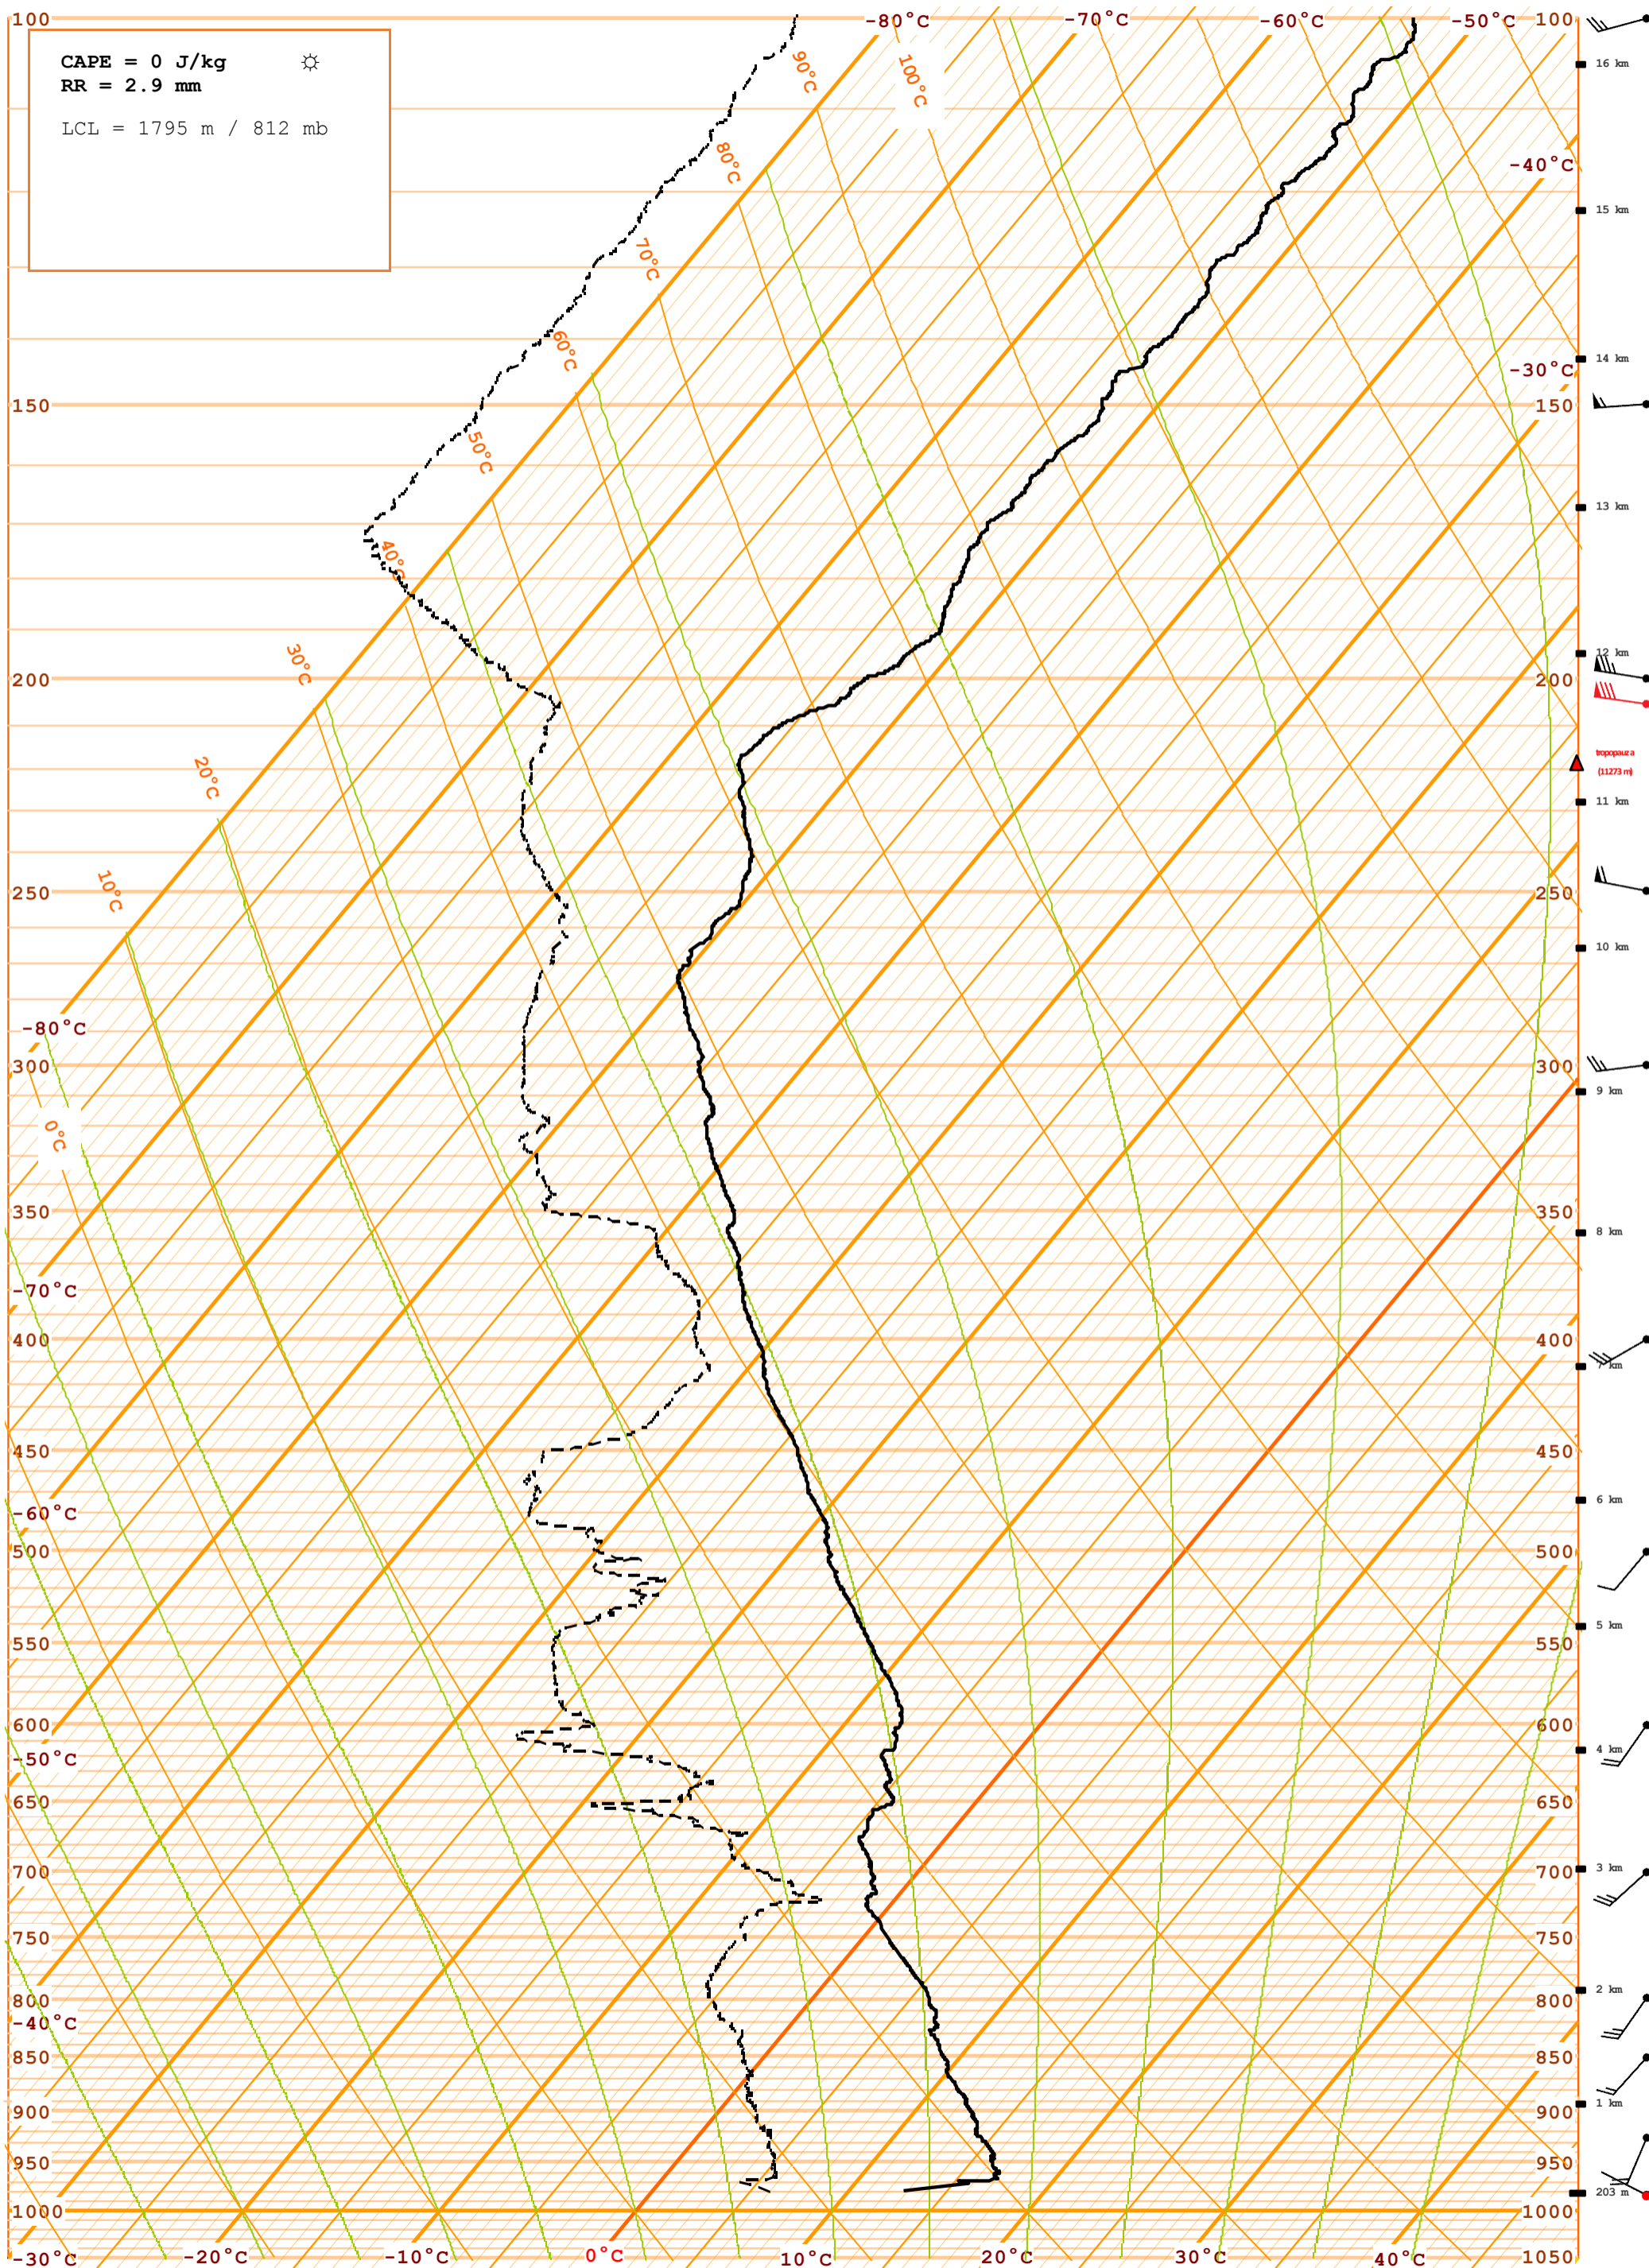 100 -80°C -70°C -60°C -50°C 100
CAPE = 0 J/kg ☼
RR = 2.9 mm
LCL = 1795 m / 812 mb
90°C 100°C
16 km
80°C
-40°C
15 km
70°C
60°C
14 km
-30°C
150 150
50°C
13 km
40°C
30°C
12 km
200 200
20°C
tropopauza
(11273 m)
11 km
10°C
250 250
10 km
-80°C
300 300
9 km
0°C
350 350
8 km
-70°C
400 400
7 km
450 450
6 km
-60°C
500 500
5 km
550 550
600 600
4 km
-50°C
650 650
700 700
3 km
750 750
2 km
800 800
-40°C
850 850
1 km
900 900
950 950
203 m
1000 1000
-30°C -20°C -10°C 0°C 10°C 20°C 30°C 40°C 1050